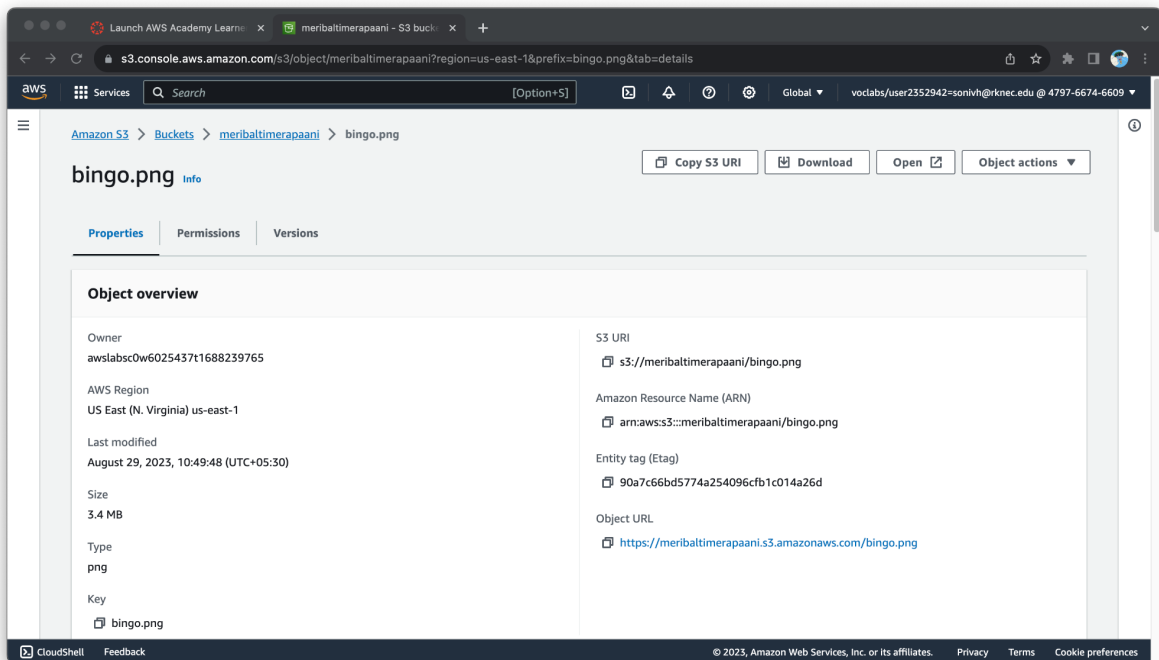 Launch AWS Academy Learne
meribaltimerapaani - S3 buck
s3.console.aws.amazon.com/s3/object/meribaltimerapaani?region=us-east-1&prefix=bingo.png&tab=details
aws Services Search [Option+S] Global voclabs/user2352942=sonivh@rknec.edu @ 4797-6674-6609
Amazon S3 > Buckets > meribaltimerapaani > bingo.png
bingo.png Info
Copy S3 URI Download Open Object actions
Properties Permissions Versions
Object overview
Owner
awslabsc0w6025437t1688239765
AWS Region
US East (N. Virginia) us-east-1
Last modified
August 29, 2023, 10:49:48 (UTC+05:30)
Size
3.4 MB
Type
png
Key
bingo.png
S3 URI
s3://meribaltimerapaani/bingo.png
Amazon Resource Name (ARN)
arn:aws:s3:::meribaltimerapaani/bingo.png
Entity tag (Etag)
90a7c66bd5774a254096cfb1c014a26d
Object URL
https://meribaltimerapaani.s3.amazonaws.com/bingo.png
CloudShell Feedback © 2023, Amazon Web Services, Inc. or its affiliates. Privacy Terms Cookie preferences